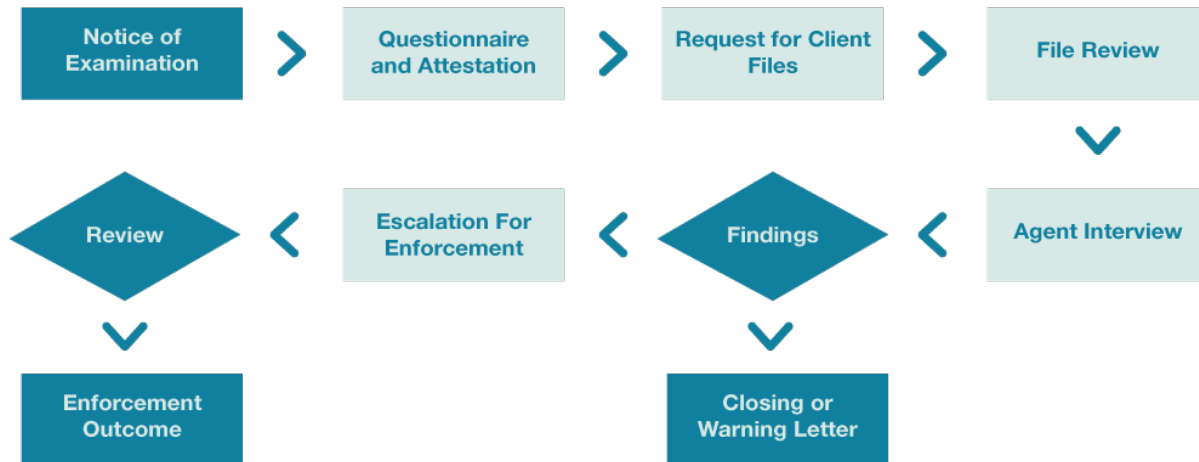 Notice of
Examination
Questionnaire
and Attestation
Request for Client
Files
File Review
Agent Interview
Findings
Escalation For
Enforcement
Review
Enforcement
Outcome
Closing or
Warning Letter